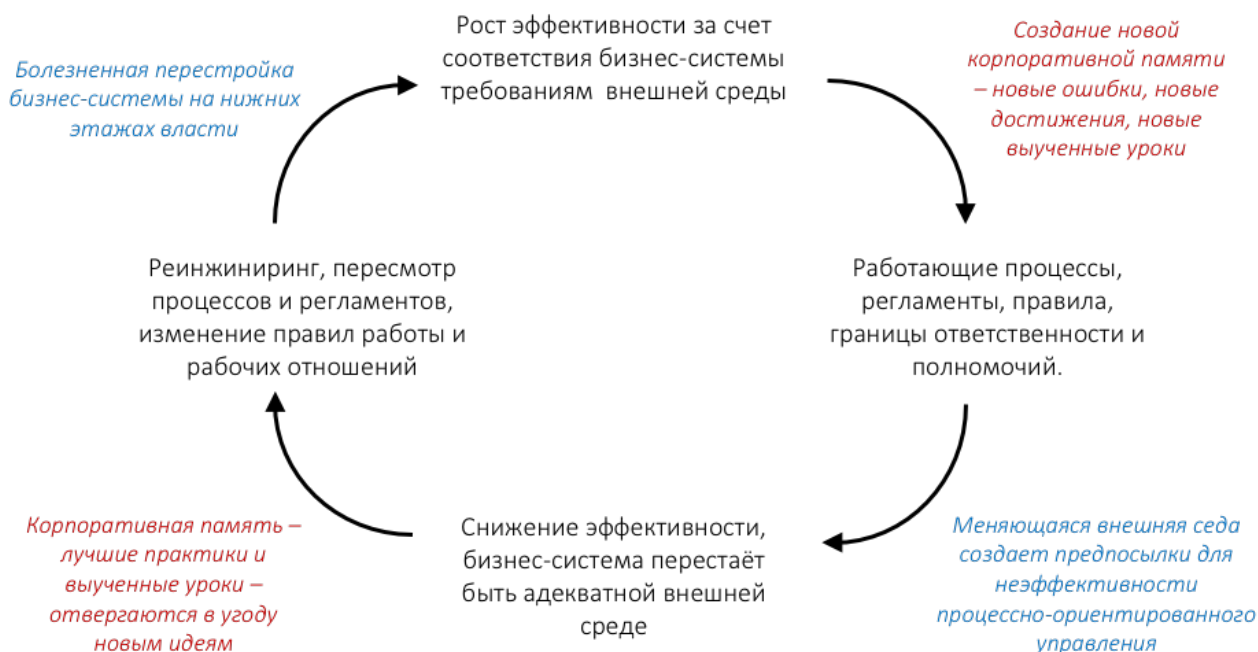 Рост эффективности за счет
соответствия бизнес-системы
требованиям внешней среды
Создание новой
корпоративной памяти
– новые ошибки, новые
достижения, новые
выученные уроки
Работающие процессы,
регламенты, правила,
границы ответственности и
полномочий.
Меняющаяся внешняя седа
создает предпосылки для
неэффективности
процессно-ориентированного
управления
Снижение эффективности,
бизнес-система перестаёт
быть адекватной внешней
среде
Корпоративная память –
лучшие практики и
выученные уроки –
отвергаются в угоду
новым идеям
Реинжиниринг, пересмотр
процессов и регламентов,
изменение правил работы и
рабочих отношений
Болезненная перестройка
бизнес-системы на нижних
этажах власти